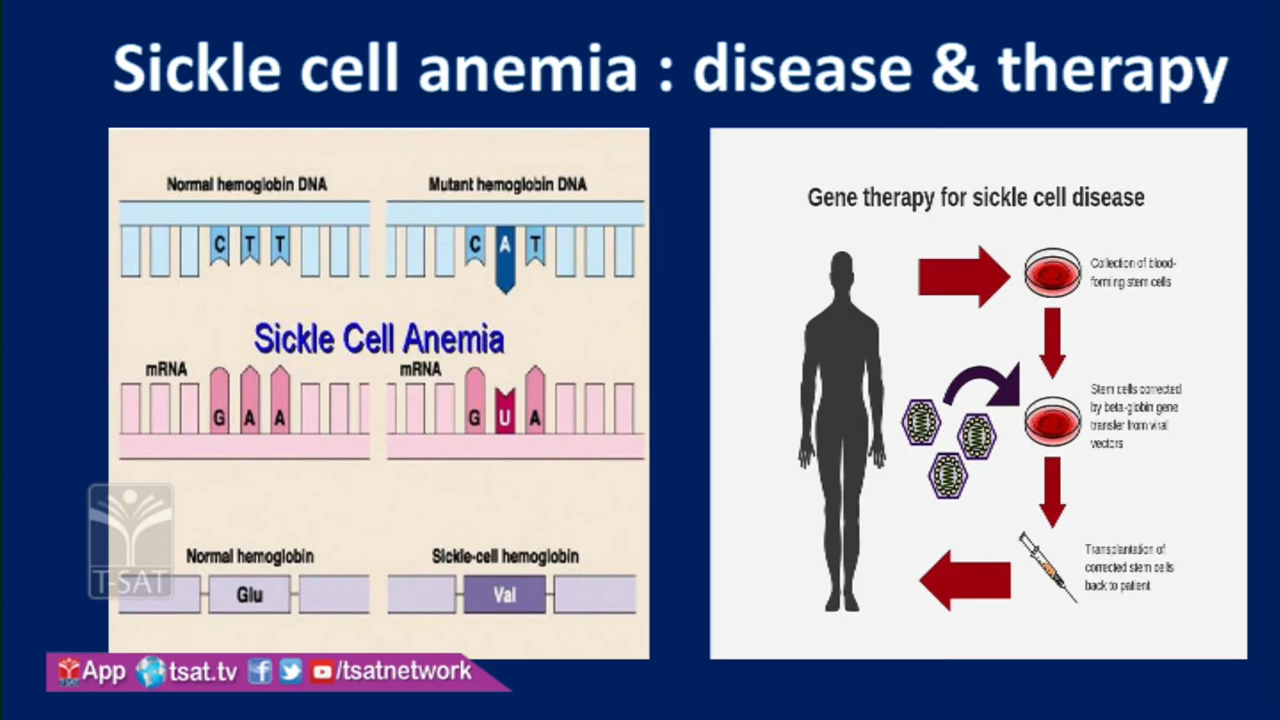 Sickle cell anemia : disease & therapy
Normal hemoglobin DNA
Mutant hemoglobin DNA
C T T
C A T
Sickle Cell Anemia
mRNA
mRNA
G A A
G U A
Normal hemoglobin
Sickle-cell hemoglobin
Glu
Val
Gene therapy for sickle cell disease
Collection of blood-
forming stem cells
Stem cells corrected
by beta-globin gene
transfer from viral
vectors
Transplantation of
corrected stem cells
back to patient
T-SAT
App tsat.tv /tsatnetwork